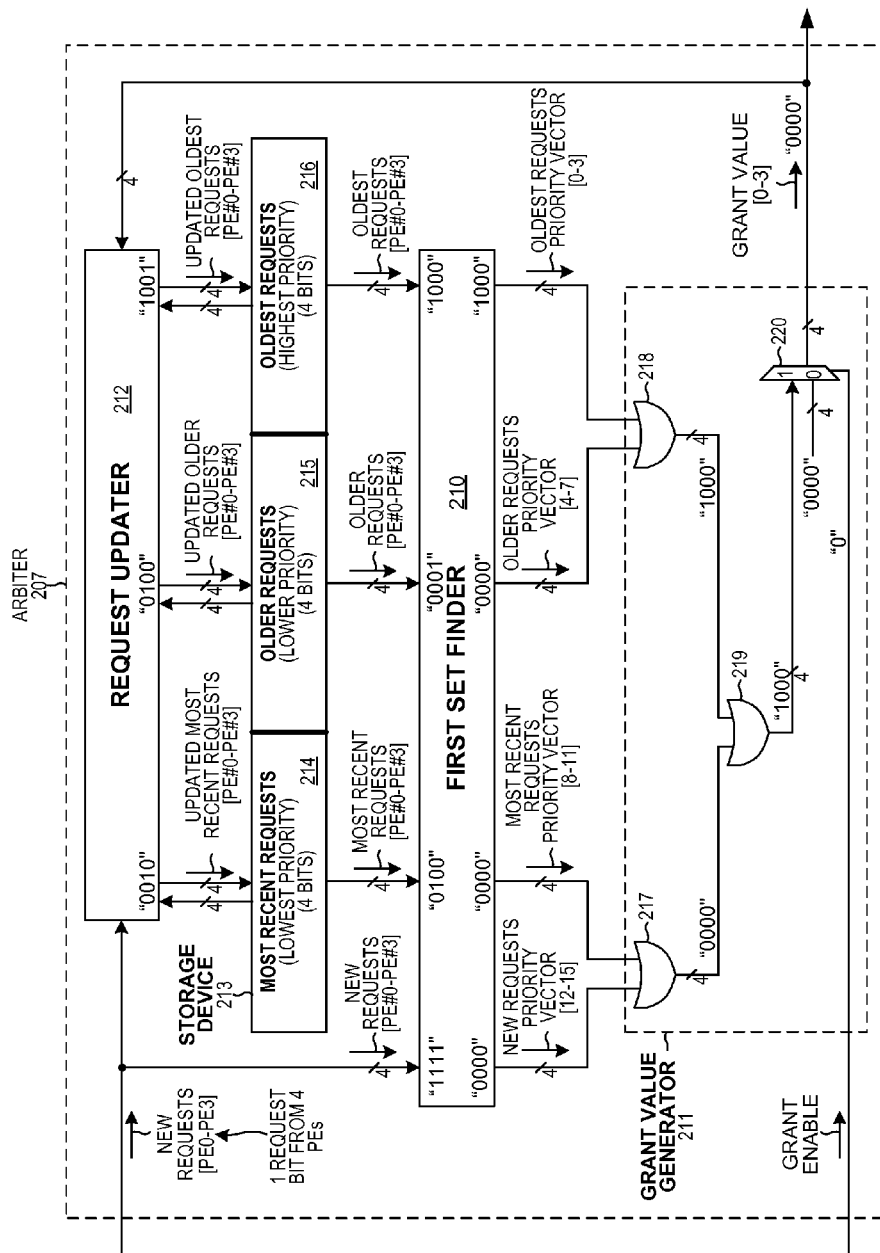 ARBITER
207
NEW
REQUESTS
[PE0-PE3]
1 REQUEST
BIT FROM 4
PEs
REQUEST UPDATER
212
"0010"
"0100"
"1001"
4
UPDATED MOST
RECENT REQUESTS
[PE#0-PE#3]
4
4
UPDATED OLDER
REQUESTS
[PE#0-PE#3]
4
4
UPDATED OLDEST
REQUESTS
[PE#0-PE#3]
4
4
STORAGE
DEVICE
213
MOST RECENT REQUESTS
(LOWEST PRIORITY)
(4 BITS)
214
OLDER REQUESTS
(LOWER PRIORITY)
(4 BITS)
215
OLDEST REQUESTS
(HIGHEST PRIORITY)
(4 BITS)
216
NEW
REQUESTS
[PE#0-PE#3]
4
MOST RECENT
REQUESTS
[PE#0-PE#3]
4
OLDER
REQUESTS
[PE#0-PE#3]
4
OLDEST
REQUESTS
[PE#0-PE#3]
4
"1111"
"0100"
"0001"
"1000"
FIRST SET FINDER
210
"0000"
"0000"
"0000"
"1000"
NEW REQUESTS
PRIORITY
VECTOR
[12-15]
4
MOST RECENT
REQUESTS
PRIORITY VECTOR
[8-11]
4
OLDER REQUESTS
PRIORITY
VECTOR
[4-7]
4
OLDEST REQUESTS
PRIORITY VECTOR
[0-3]
4
GRANT VALUE
GENERATOR
211
217
4
"0000"
218
4
"1000"
219
"1000"
4
220
1
0
4
"0000"
4
"0"
GRANT VALUE
[0-3]
"0000"
GRANT
ENABLE